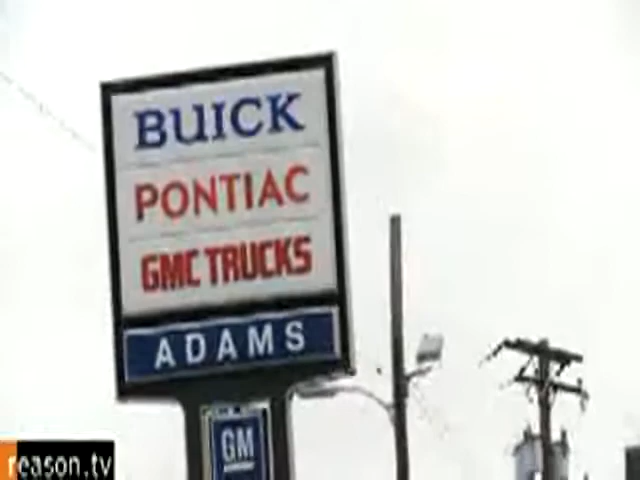 BUICK
PONTIAC
GMC TRUCKS
ADAMS
GM
reason.tv